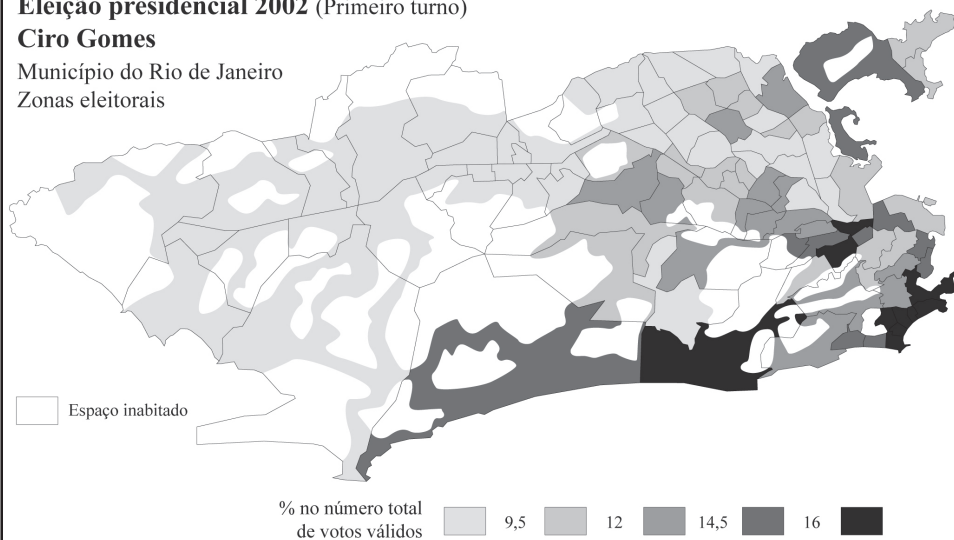 Eleição presidencial 2002 (Primeiro turno)
Ciro Gomes
Município do Rio de Janeiro
Zonas eleitorais
Espaço inabitado
% no número total
de votos válidos
9,5 12 14,5 16